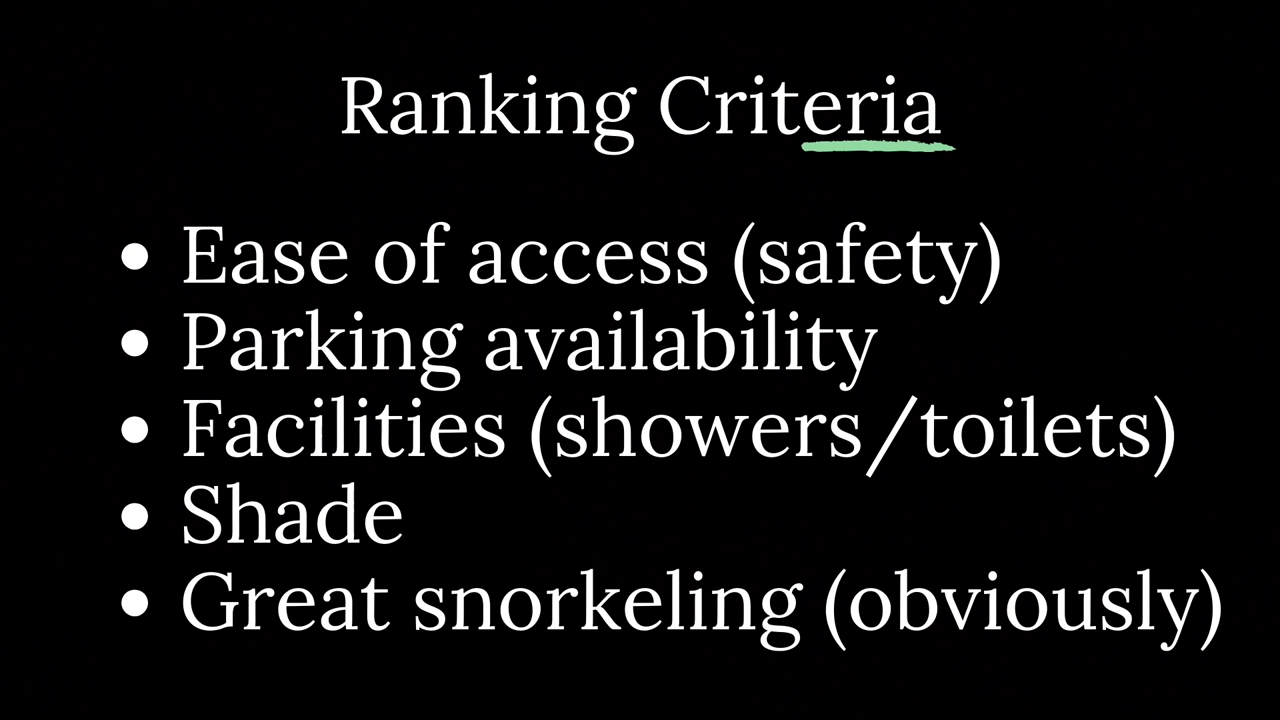 Ranking Criteria
• Ease of access (safety)
• Parking availability
• Facilities (showers/toilets)
• Shade
• Great snorkeling (obviously)